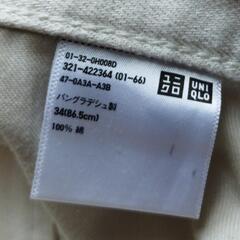 01-32-0H008D
321-422364 (01-66)
47-0A3A-A3B
バングラデシュ製
34(86.5cm)
100% 綿
ユニ
クロ
UNI
QLO